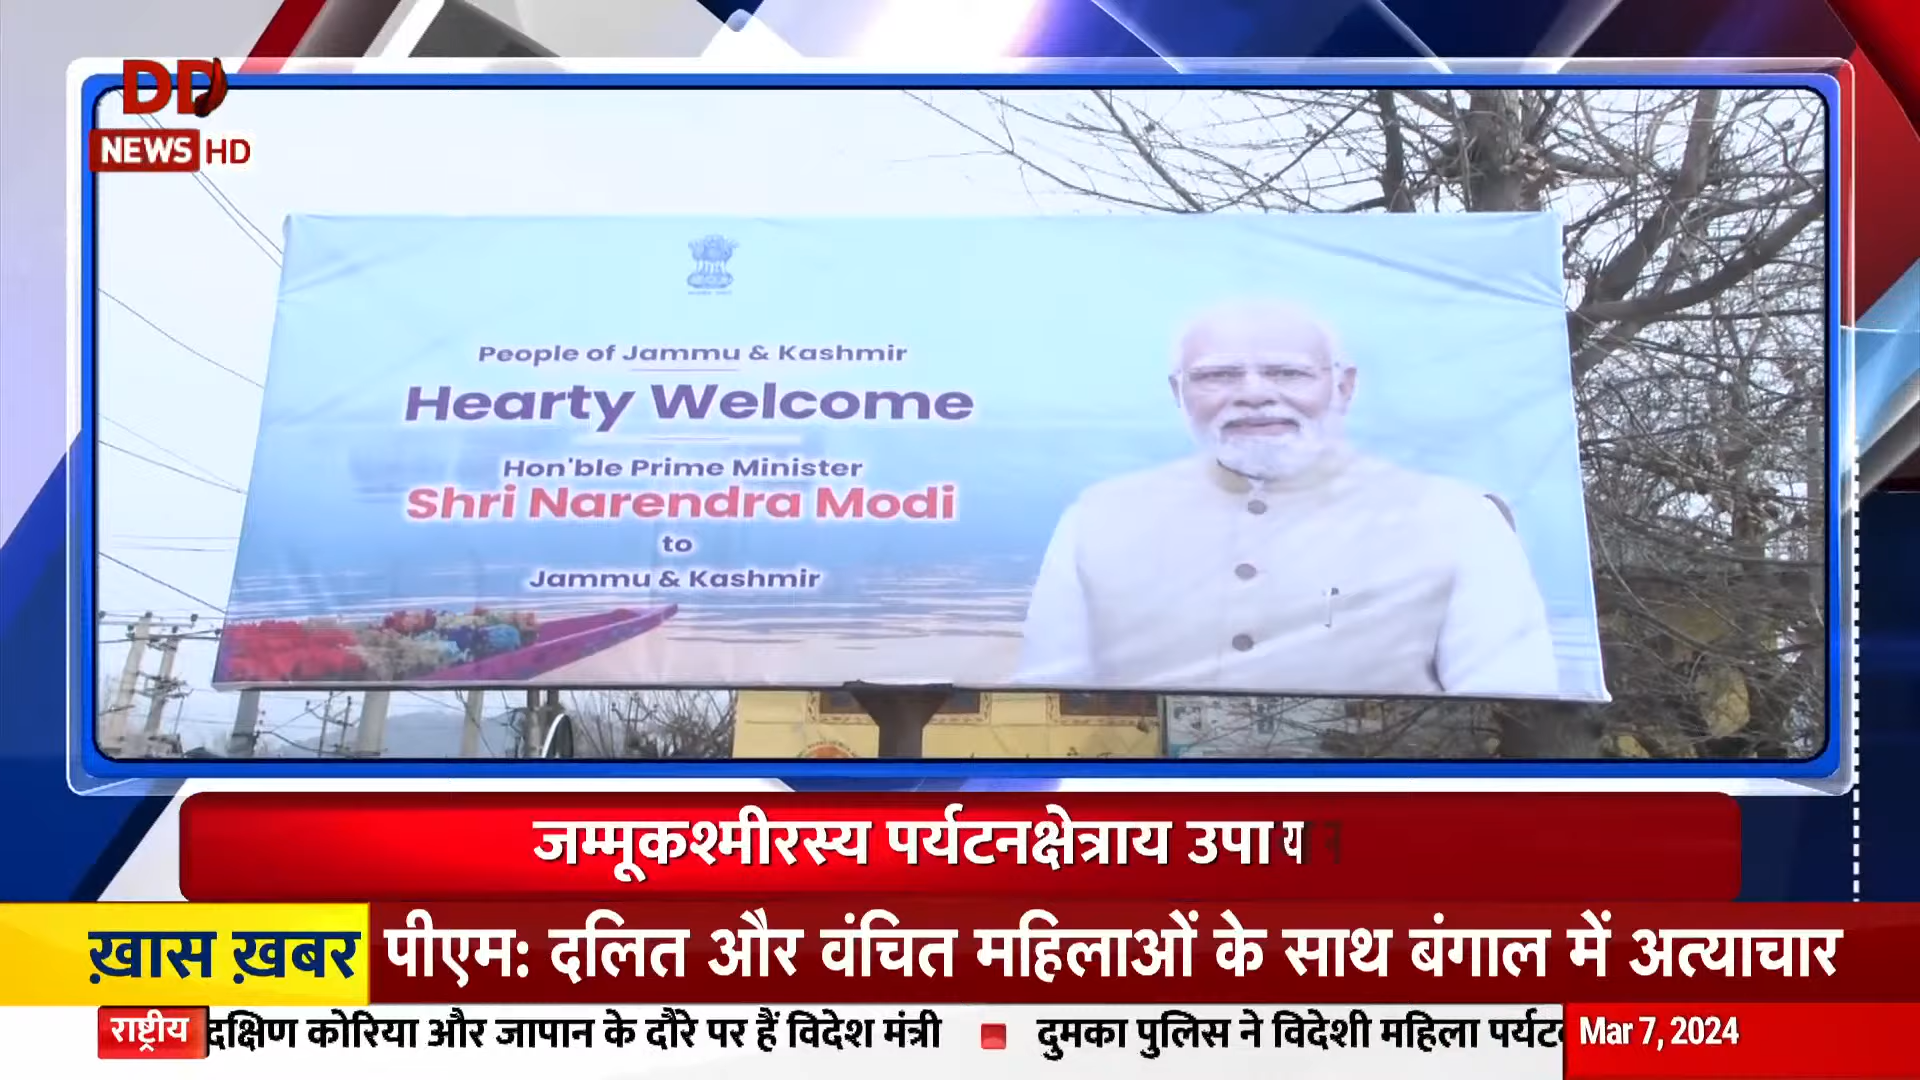 DD
NEWS HD
People of Jammu & Kashmir
Hearty Welcome
Hon'ble Prime Minister
Shri Narendra Modi
to
Jammu & Kashmir
जम्मूकश्मीरस्य पर्यटनक्षेत्राय
ख़ास ख़बर
पीएम: दलित और वंचित महिलाओं के साथ बंगाल में अत्याचार
राष्ट्रीय
दक्षिण कोरिया और जापान के दौरे पर हैं विदेश मंत्री
दुमका पुलिस ने विदेशी महिला
Mar 7, 2024